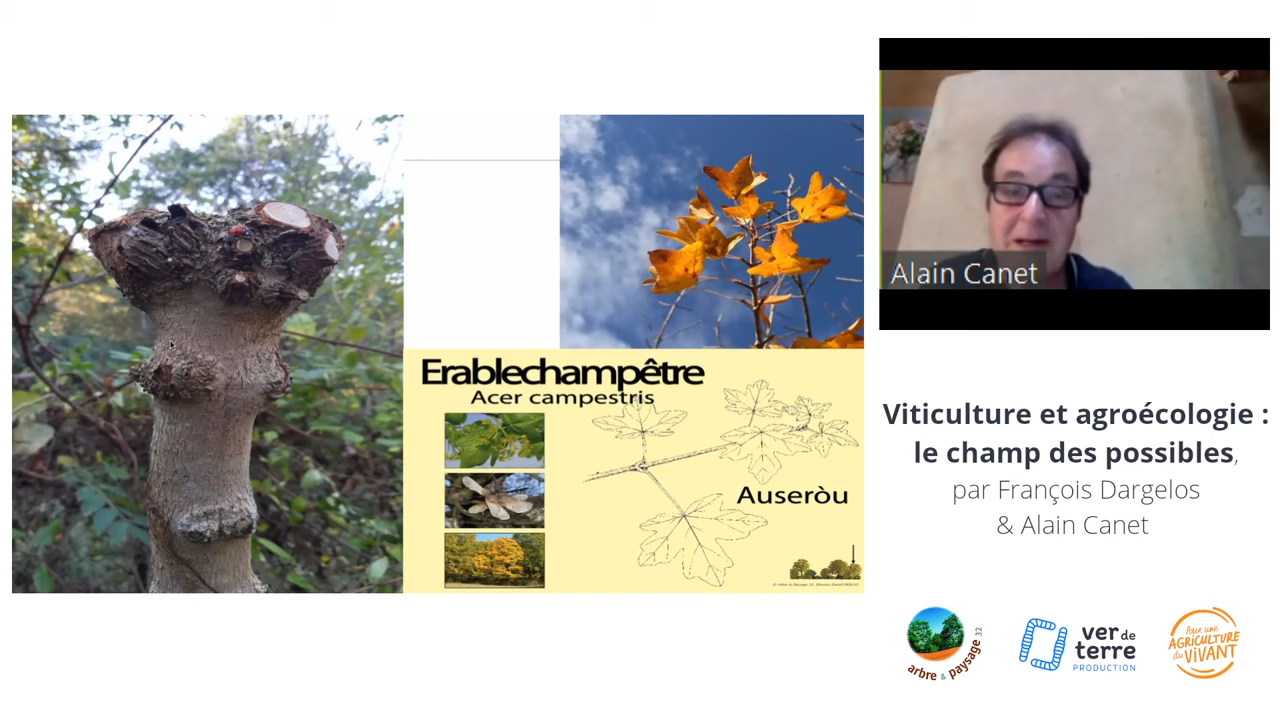 Erablechampêtre
Acer campestris
Auseròu
Alain Canet
Viticulture et agroécologie :
le champ des possibles,
par François Dargelos
& Alain Canet
arbre & paysage 32
ver de
terre
PRODUCTION
Pour une
AGRICULTURE
du VIVANT